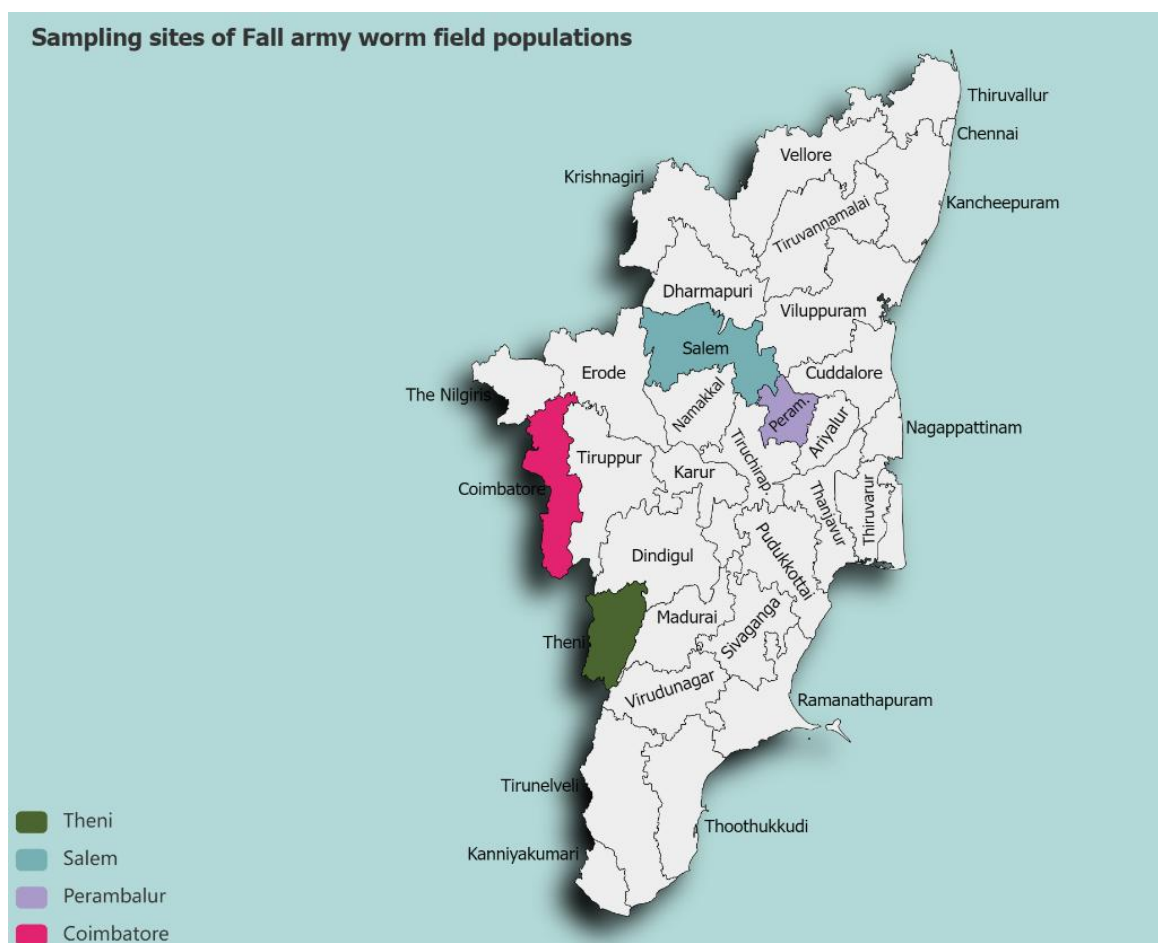 Sampling sites of Fall army worm field populations
Thiruvallur
Chennai
Vellore
Krishnagiri
Kancheepuram
Tiruvannamalai
Dharmapuri
Viluppuram
Salem
Erode
Cuddalore
The Nilgiris
Namakkal
Peram.
Ariyalur
Nagappattinam
Tiruppur
Karur
Tiruchirap.
Coimbatore
Thanjavur
Thiruvarur
Dindigul
Pudukkottai
Madurai
Sivaganga
Theni
Virudunagar
Ramanathapuram
Tirunelveli
Thoothukkudi
Kanniyakumari
Theni
Salem
Perambalur
Coimbatore